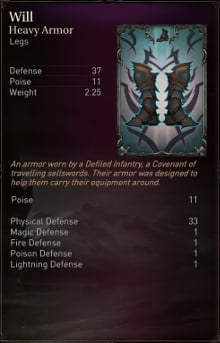 Will
Heavy Armor
Legs
Defense 37
Poise 11
Weight 2.25
An armor worn by a Defiled Infantry, a Covenant of
travelling sellswords. Their armor was designed to
help them carry their equipment around.
Poise 11
Physical Defense 33
Magic Defense 1
Fire Defense 1
Poison Defense 1
Lightning Defense 1